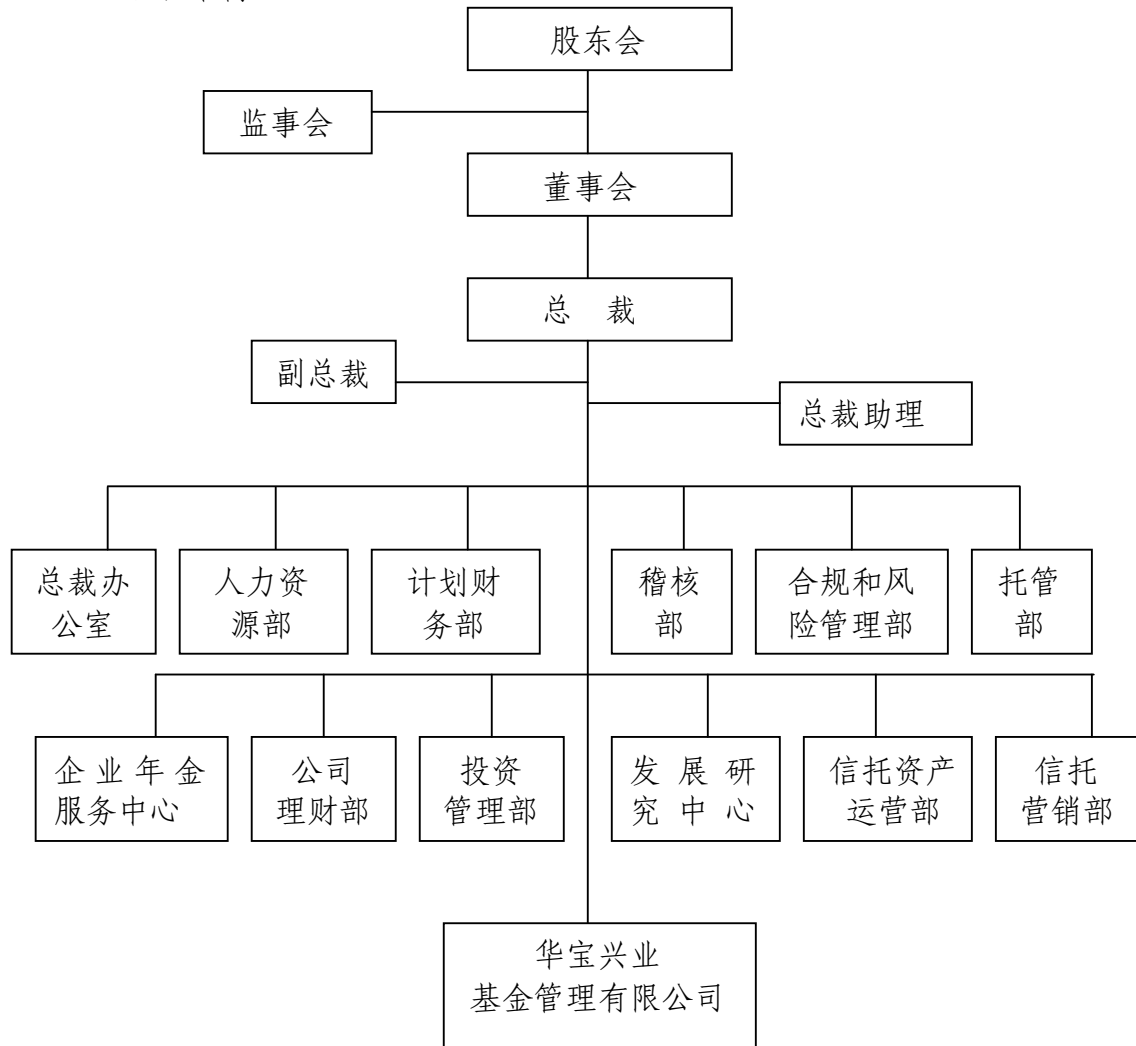 股东会
监事会
董事会
总 裁
副总裁
总裁助理
总裁办
公室
人力资
源部
计划财
务部
稽核
部
合规和风
险管理部
托管
部
企业年金
服务中心
公司
理财部
投资
管理部
发展研
究中心
信托资产
运营部
信托
营销部
华宝兴业
基金管理有限公司